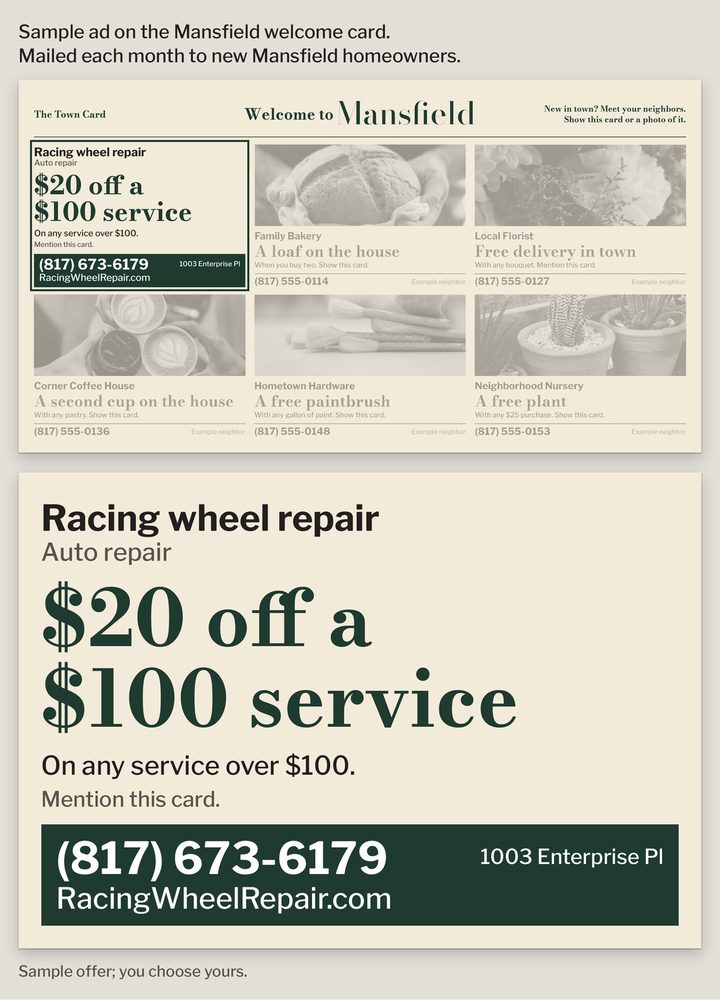 Sample ad on the Mansfield welcome card.
Mailed each month to new Mansfield homeowners.
The Town Card
Welcome to Mansfield
New in town? Meet your neighbors.
Show this card or a photo of it.
Racing wheel repair
Auto repair
$20 off a
$100 service
On any service over $100.
Mention this card.
(817) 673-6179
1003 Enterprise Pl
RacingWheelRepair.com
Family Bakery
A loaf on the house
When you buy two. Show this card.
(817) 555-0114
Example neighbor
Local Florist
Free delivery in town
With any bouquet. Mention this card.
(817) 555-0127
Example neighbor
Corner Coffee House
A second cup on the house
With any pastry. Show this card.
(817) 555-0136
Example neighbor
Hometown Hardware
A free paintbrush
With any gallon of paint. Show this card.
(817) 555-0148
Example neighbor
Neighborhood Nursery
A free plant
With any $25 purchase. Show this card.
(817) 555-0153
Example neighbor
Racing wheel repair
Auto repair
$20 off a
$100 service
On any service over $100.
Mention this card.
(817) 673-6179
1003 Enterprise Pl
RacingWheelRepair.com
Sample offer; you choose yours.